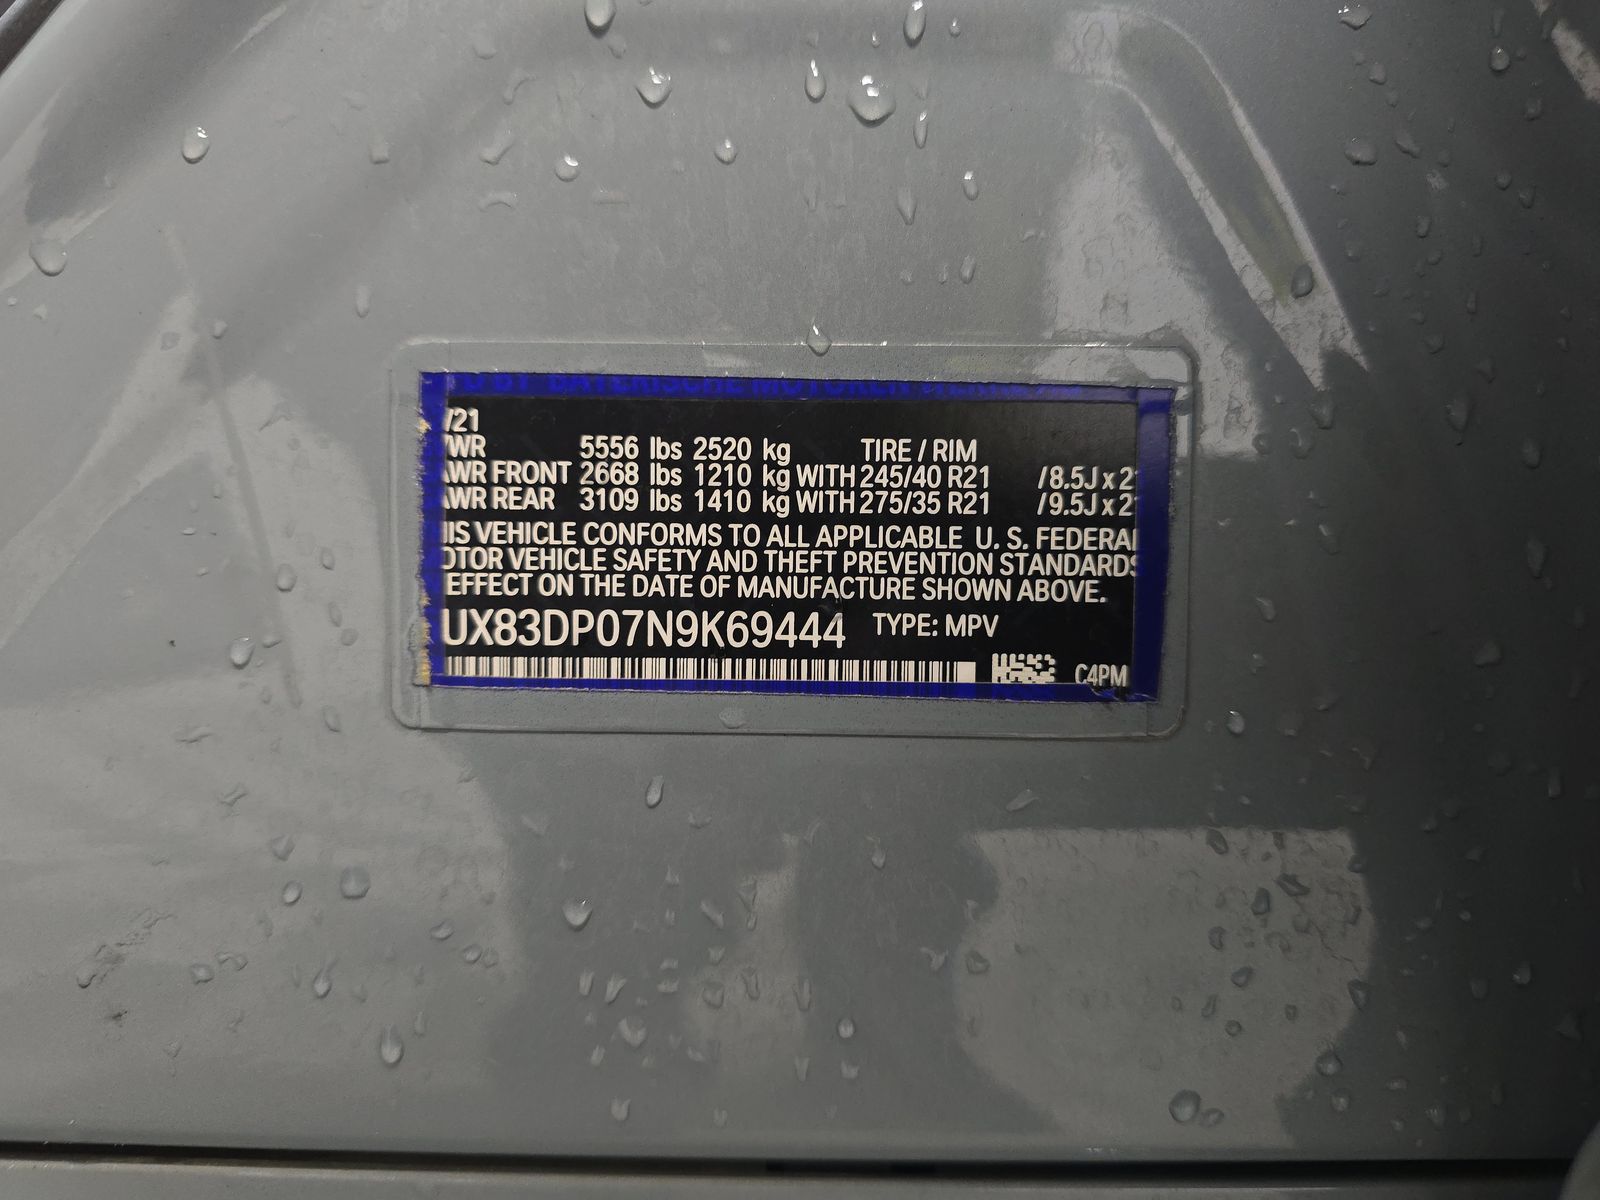 BY BAYERISCHE MOTOREN
/21
WR 5556 lbs 2520 kg TIRE / RIM
WR FRONT 2668 lbs 1210 kg WITH 245/40 R21 /8.5J x 2
WR REAR 3109 lbs 1410 kg WITH 275/35 R21 /9.5J x 2
IS VEHICLE CONFORMS TO ALL APPLICABLE U. S. FEDERAL
OTOR VEHICLE SAFETY AND THEFT PREVENTION STANDARDS
EFFECT ON THE DATE OF MANUFACTURE SHOWN ABOVE.
UX83DP07N9K69444 TYPE: MPV
C4PM